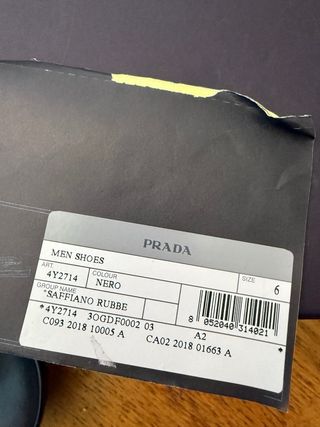 PRADA
MEN SHOES
ART. COLOUR SIZE
4Y2714 NERO 6
GROUP NAME
"SAFFIANO RUBBE
*4Y2714 3OGDF0002 03 A2
8 052040 314021
C093 2018 10005 A CA02 2018 01663 A *